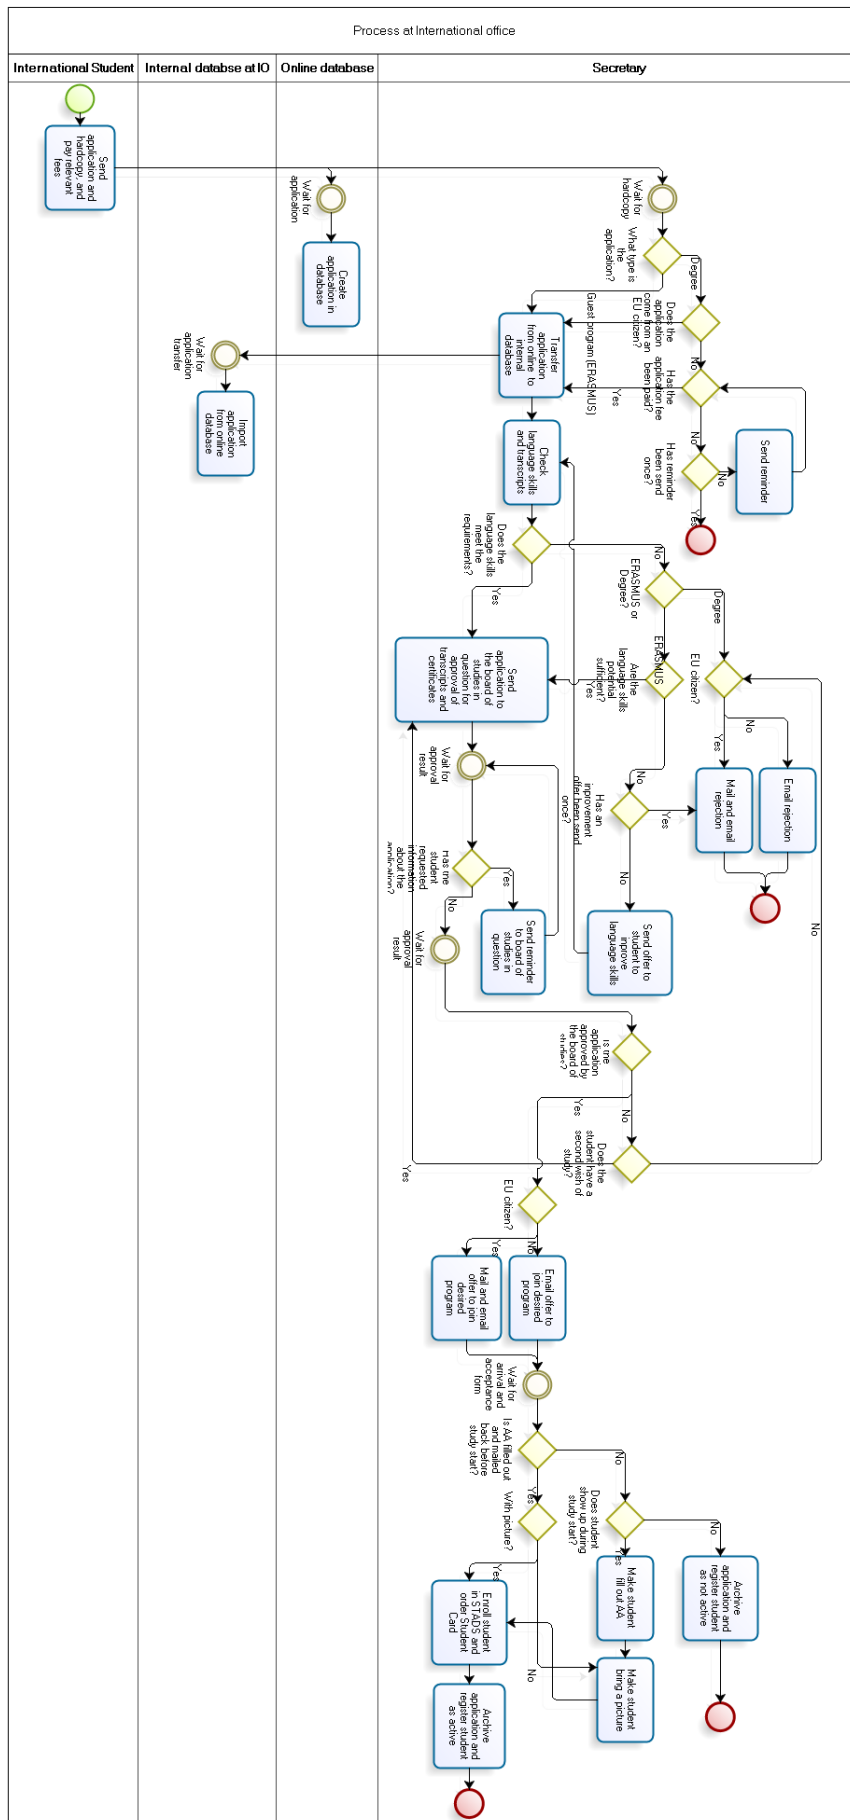 Process at International office
International Student
Internal databse at IO
Online database
Secretary
Send
application and
hardcopy, and
pay relevant
fees
Wait for
application
Create
application in
database
Wait for
hardcopy
What type is
the
application?
Degree
Guest program (ERASMUS)
Does the
application
come from an
EU citizen?
No
Transfer
application
from online to
internal
database
Wait for
application
transfer
Import
application
from online
database
Has the
application fee
been paid?
Yes
No
Has reminder
been send
once?
No
Send reminder
Yes
Check
language skills
and transcripts
Does the
language skills
meet the
requirements?
No
Yes
ERASMUS or
Degree?
Degree
ERASMUS
Are the
language skills
potential
sufficient?
Yes
No
EU citizen?
No
Yes
Send
application to
the board of
studies in
question for
approval of
transcripts and
certificates
Wait for
approval
result
Has an
inprovement
offer been send
once?
Yes
No
Mail and email
rejection
Email rejection
Has the
student
requested
information
about the
application?
Yes
No
Send reminder
to board of
studies in
question
Send offer to
student to
inprove
language skills
No
Wait for
approval
result
Is the
application
approved by
the board of
studies?
Yes
No
Does the
student have a
second wish of
study?
Yes
EU citizen?
Yes
No
Mail and email
offer to join
desired
program
Email offer to
join desired
program
Wait for
arrival and
acceptance
form
Is AA filled out
and mailed
back before
study start?
No
Yes
With picture?
Does student
show up during
study start?
No
Yes
Yes
No
Make student
fill out AA
Archive
application and
register student
as not active
Enroll student
in STADS and
order Student
Card
Make student
bring a picture
Archive
application and
register student
as active